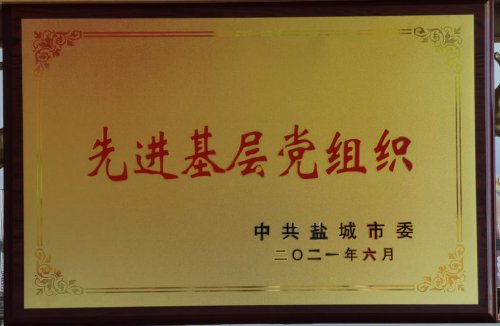 先进基层党组织
中共盐城市委
二〇二一年六月